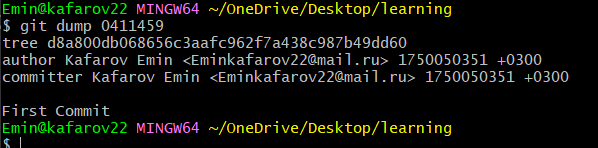 Emin@kafarov22 MINGW64 ~/OneDrive/Desktop/learning
$ git dump 0411459
tree d8a800db068656c3aafc962f7a438c987b49dd60
author Kafarov Emin <Eminkafarov22@mail.ru> 1750050351 +0300
committer Kafarov Emin <Eminkafarov22@mail.ru> 1750050351 +0300

First Commit
Emin@kafarov22 MINGW64 ~/OneDrive/Desktop/learning
$